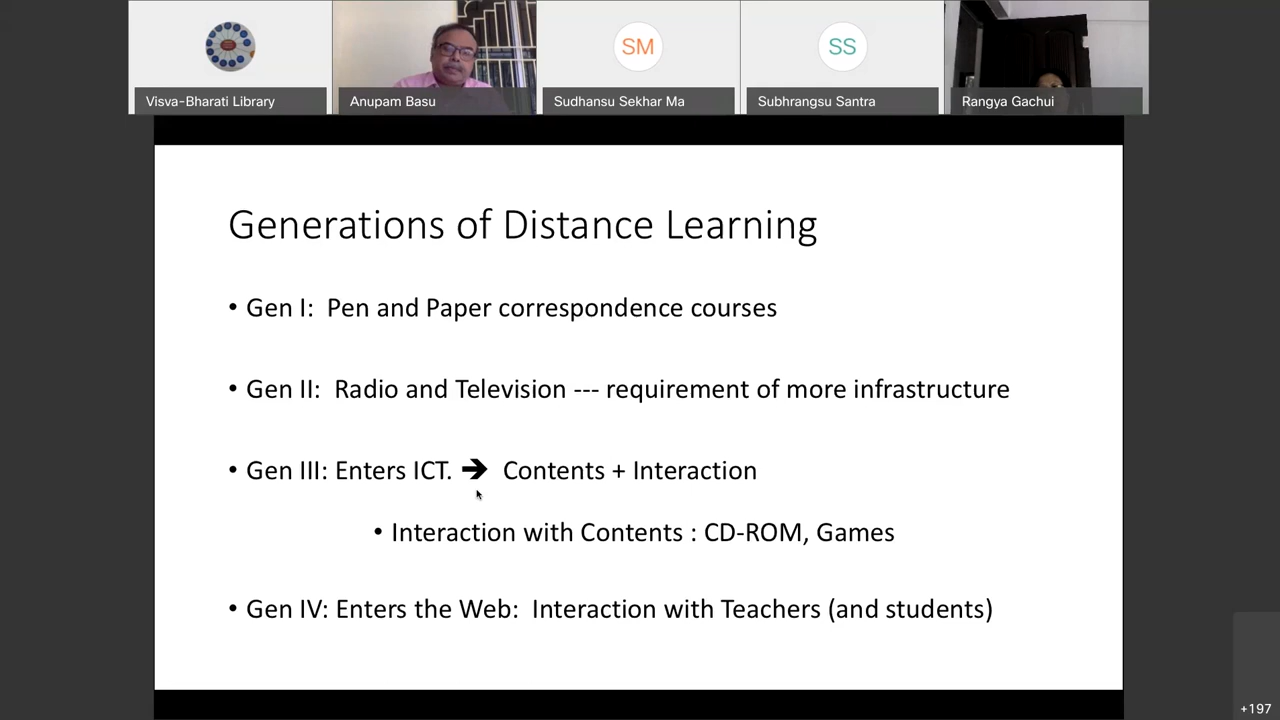 Visva-Bharati Library
Anupam Basu
SM
Sudhansu Sekhar Ma
SS
Subhrangsu Santra
Rangya Gachui
Generations of Distance Learning
• Gen I: Pen and Paper correspondence courses
• Gen II: Radio and Television --- requirement of more infrastructure
• Gen III: Enters ICT. ➔ Contents + Interaction
• Interaction with Contents : CD-ROM, Games
• Gen IV: Enters the Web: Interaction with Teachers (and students)
+197